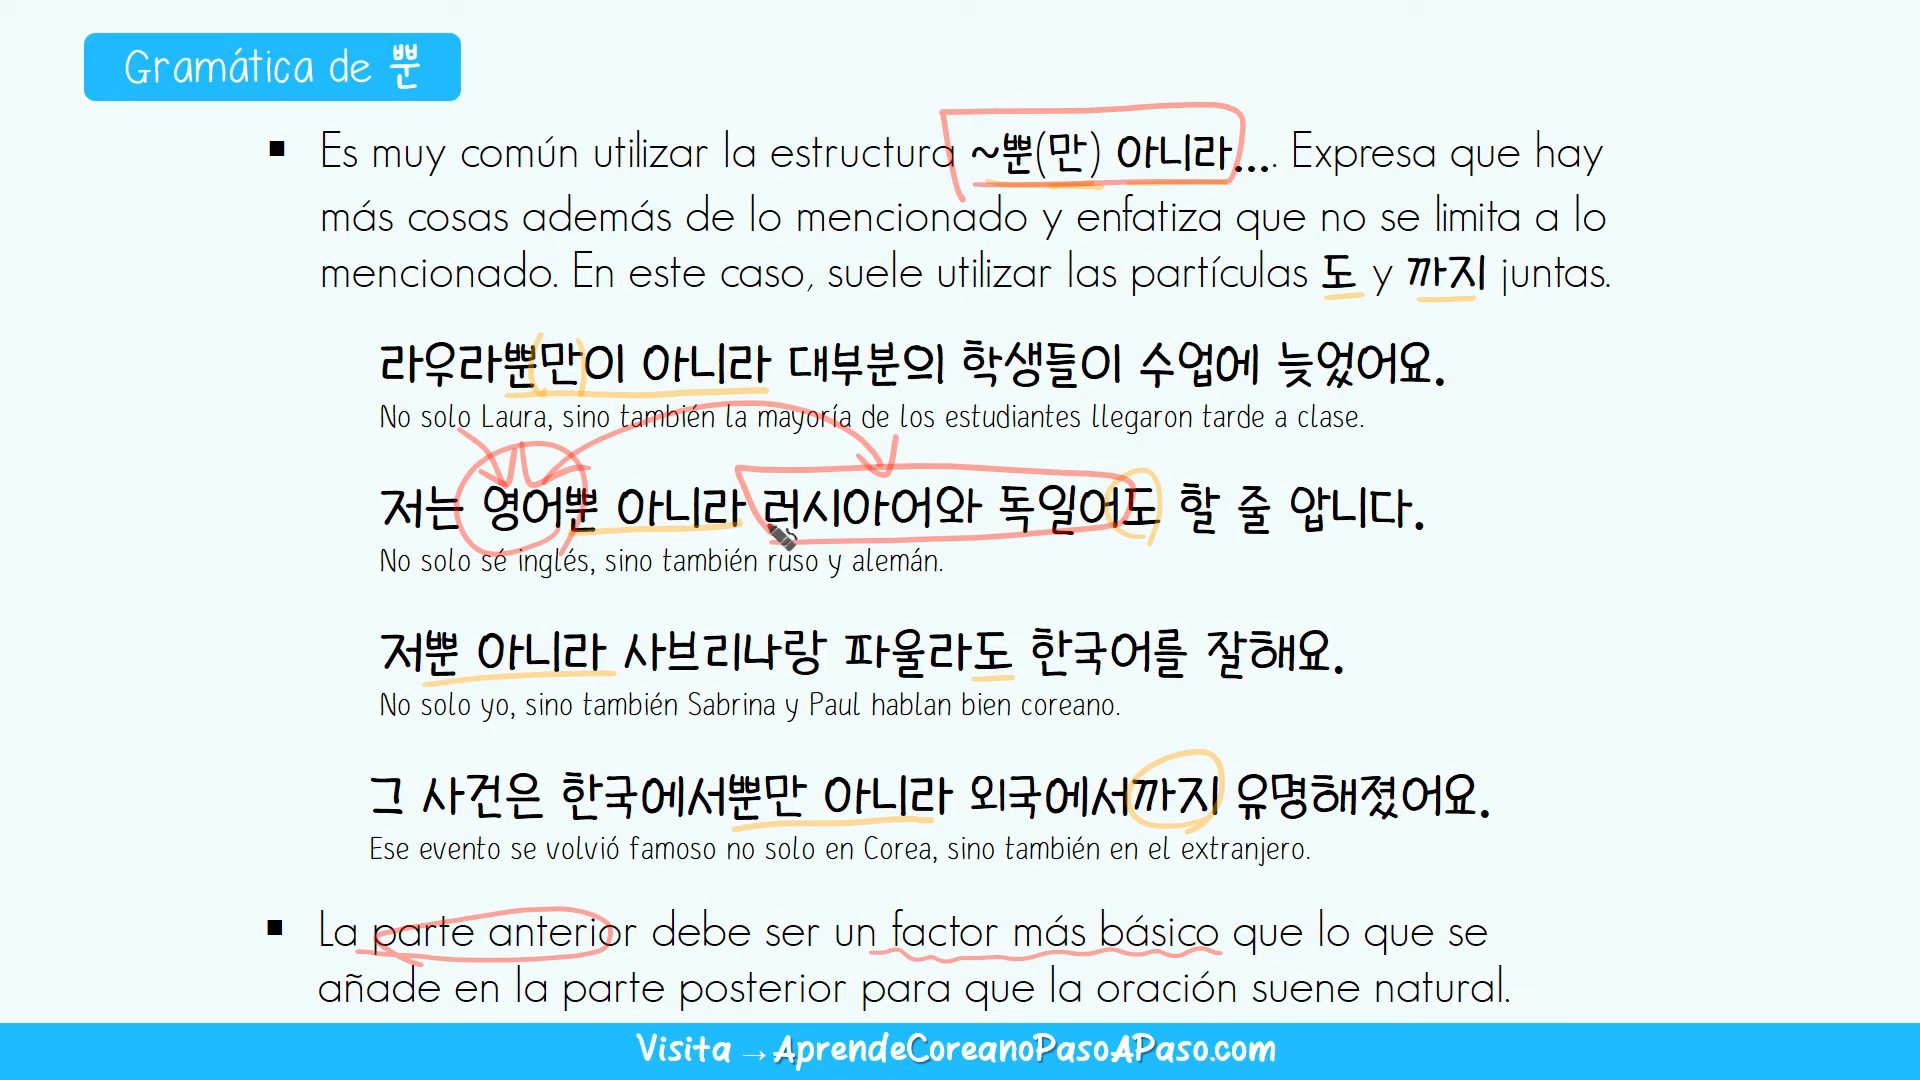 Gramática de 뿐
▪ Es muy común utilizar la estructura ~뿐(만) 아니라.... Expresa que hay
más cosas además de lo mencionado y enfatiza que no se limita a lo
mencionado. En este caso, suele utilizar las partículas 도 y 까지 juntas.
라우라뿐만이 아니라 대부분의 학생들이 수업에 늦었어요.
No solo Laura, sino también la mayoría de los estudiantes llegaron tarde a clase.
저는 영어뿐 아니라 러시아어와 독일어도 할 줄 압니다.
No solo sé inglés, sino también ruso y alemán.
저뿐 아니라 사브리나랑 파울라도 한국어를 잘해요.
No solo yo, sino también Sabrina y Paul hablan bien coreano.
그 사건은 한국에서뿐만 아니라 외국에서까지 유명해졌어요.
Ese evento se volvió famoso no solo en Corea, sino también en el extranjero.
▪ La parte anterior debe ser un factor más básico que lo que se
añade en la parte posterior para que la oración suene natural.
Visita →AprendeCoreanoPasoAPaso.com